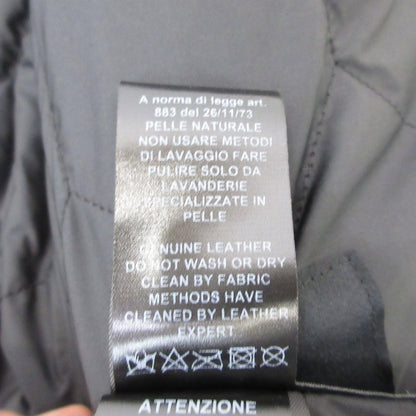 A norma di legge art.
883 del 26/11/73
PELLE NATURALE
NON USARE METODI
DI LAVAGGIO FARE
PULIRE SOLO DA
LAVANDERIE
SPECIALIZZATE IN
PELLE
GENUINE LEATHER
DO NOT WASH OR DRY
CLEAN BY FABRIC
METHODS HAVE
CLEANED BY LEATHER
EXPERT
ATTENZIONE